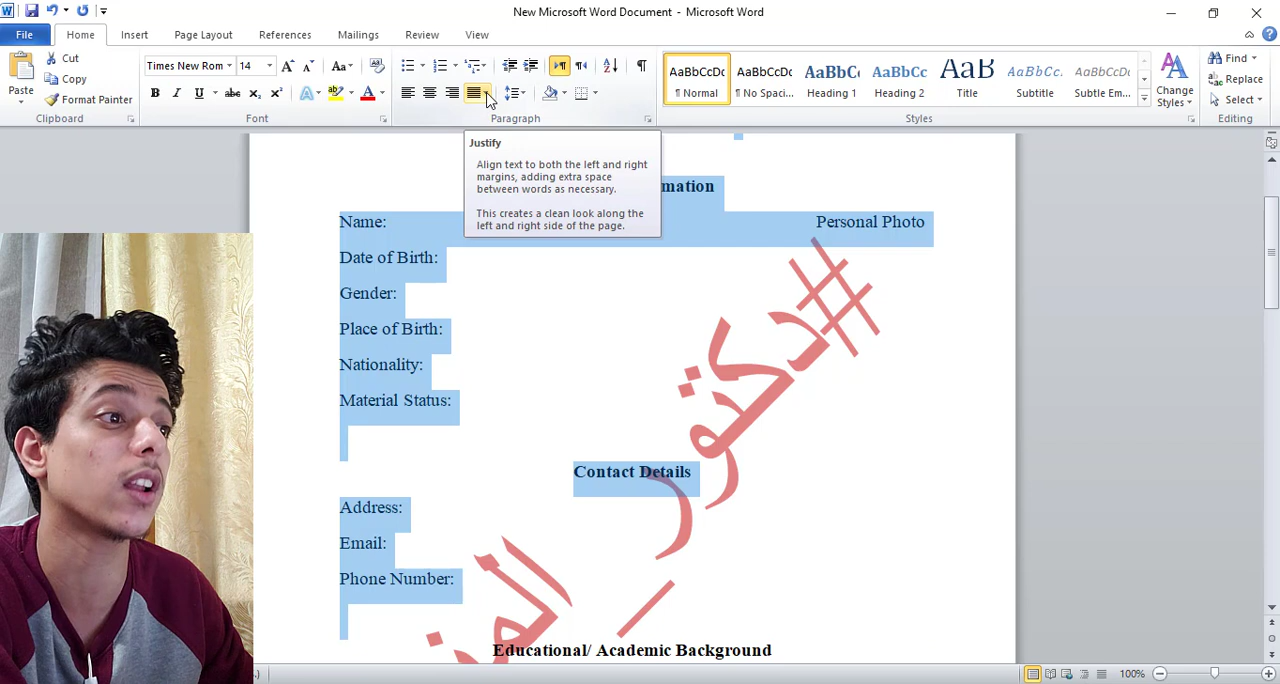 New Microsoft Word Document - Microsoft Word
File Home Insert Page Layout References Mailings Review View
Paste
Cut
Copy
Format Painter
Clipboard
Times New Rom 14
Font
Paragraph
AaBbCcDc
¶ Normal
AaBbCcDc
¶ No Spaci...
AaBbC
Heading 1
AaBbCc
Heading 2
AaB
Title
AaBbCc.
Subtitle
AaBbCcDc
Subtle Em...
Change
Styles
Styles
Find
Replace
Select
Editing
Justify
Align text to both the left and right
margins, adding extra space
between words as necessary.
This creates a clean look along the
left and right side of the page.
mation
Name: Personal Photo
Date of Birth:
Gender:
Place of Birth:
Nationality:
Material Status:
Contact Details
Address:
Email:
Phone Number:
Educational/ Academic Background
#دكتور_
100%